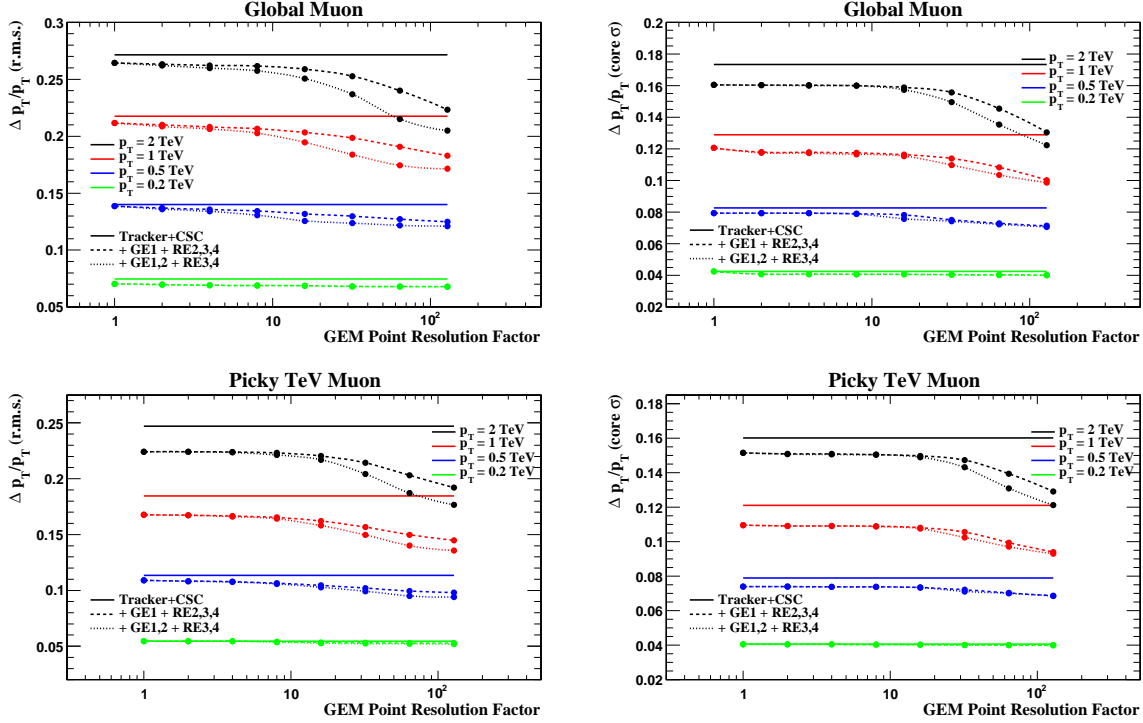 Global Muon
Δ p_T/p_T (r.m.s.)
0.3
0.25
0.2
0.15
0.1
0.05
p_T = 2 TeV
p_T = 1 TeV
p_T = 0.5 TeV
p_T = 0.2 TeV
Tracker+CSC
+ GE1 + RE2,3,4
+ GE1,2 + RE3,4
1 10 10²
GEM Point Resolution Factor
Global Muon
Δ p_T/p_T (core σ)
0.2
0.18
0.16
0.14
0.12
0.1
0.08
0.06
0.04
0.02
p_T = 2 TeV
p_T = 1 TeV
p_T = 0.5 TeV
p_T = 0.2 TeV
Tracker+CSC
+ GE1 + RE2,3,4
+ GE1,2 + RE3,4
1 10 10²
GEM Point Resolution Factor
Picky TeV Muon
Δ p_T/p_T (r.m.s.)
0.25
0.2
0.15
0.1
0.05
p_T = 2 TeV
p_T = 1 TeV
p_T = 0.5 TeV
p_T = 0.2 TeV
Tracker+CSC
+ GE1 + RE2,3,4
+ GE1,2 + RE3,4
1 10 10²
GEM Point Resolution Factor
Picky TeV Muon
Δ p_T/p_T (core σ)
0.18
0.16
0.14
0.12
0.1
0.08
0.06
0.04
0.02
p_T = 2 TeV
p_T = 1 TeV
p_T = 0.5 TeV
p_T = 0.2 TeV
Tracker+CSC
+ GE1 + RE2,3,4
+ GE1,2 + RE3,4
1 10 10²
GEM Point Resolution Factor